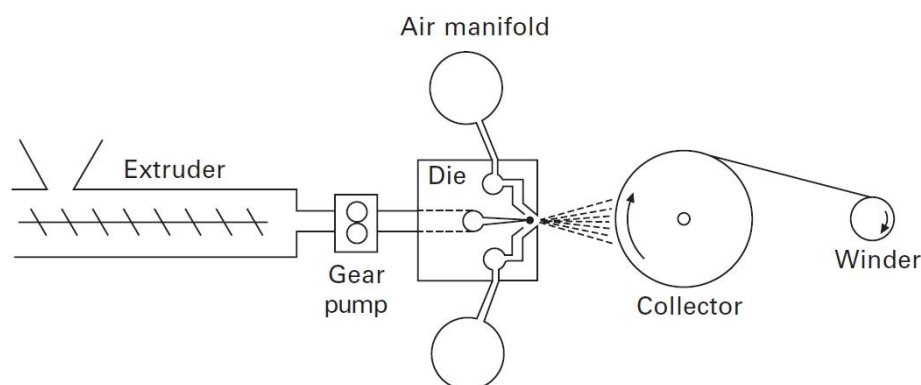 Air manifold
Extruder
Die
Gear
pump
Collector
Winder